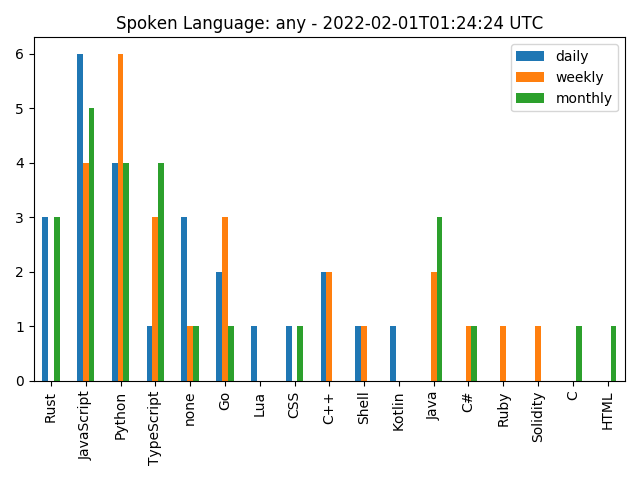 Spoken Language: any - 2022-02-01T01:24:24 UTC
daily
weekly
monthly
6
5
4
3
2
1
0
Rust
JavaScript
Python
TypeScript
none
Go
Lua
CSS
C++
Shell
Kotlin
Java
C#
Ruby
Solidity
C
HTML